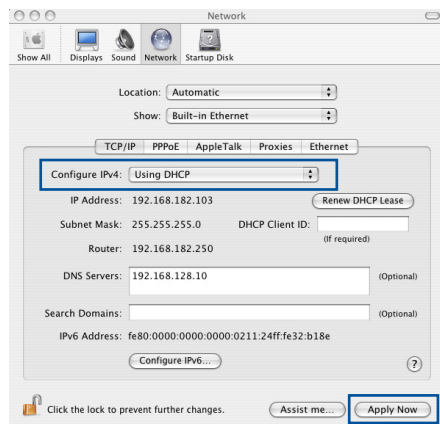 Network
Show All Displays Sound Network Startup Disk
Location: Automatic
Show: Built-in Ethernet
TCP/IP PPPoE AppleTalk Proxies Ethernet
Configure IPv4: Using DHCP
IP Address: 192.168.182.103 Renew DHCP Lease
Subnet Mask: 255.255.255.0 DHCP Client ID:
(If required)
Router: 192.168.182.250
DNS Servers: 192.168.128.10 (Optional)
Search Domains: (Optional)
IPv6 Address: fe80:0000:0000:0000:0211:24ff:fe32:b18e
Configure IPv6... ?
Click the lock to prevent further changes. Assist me... Apply Now